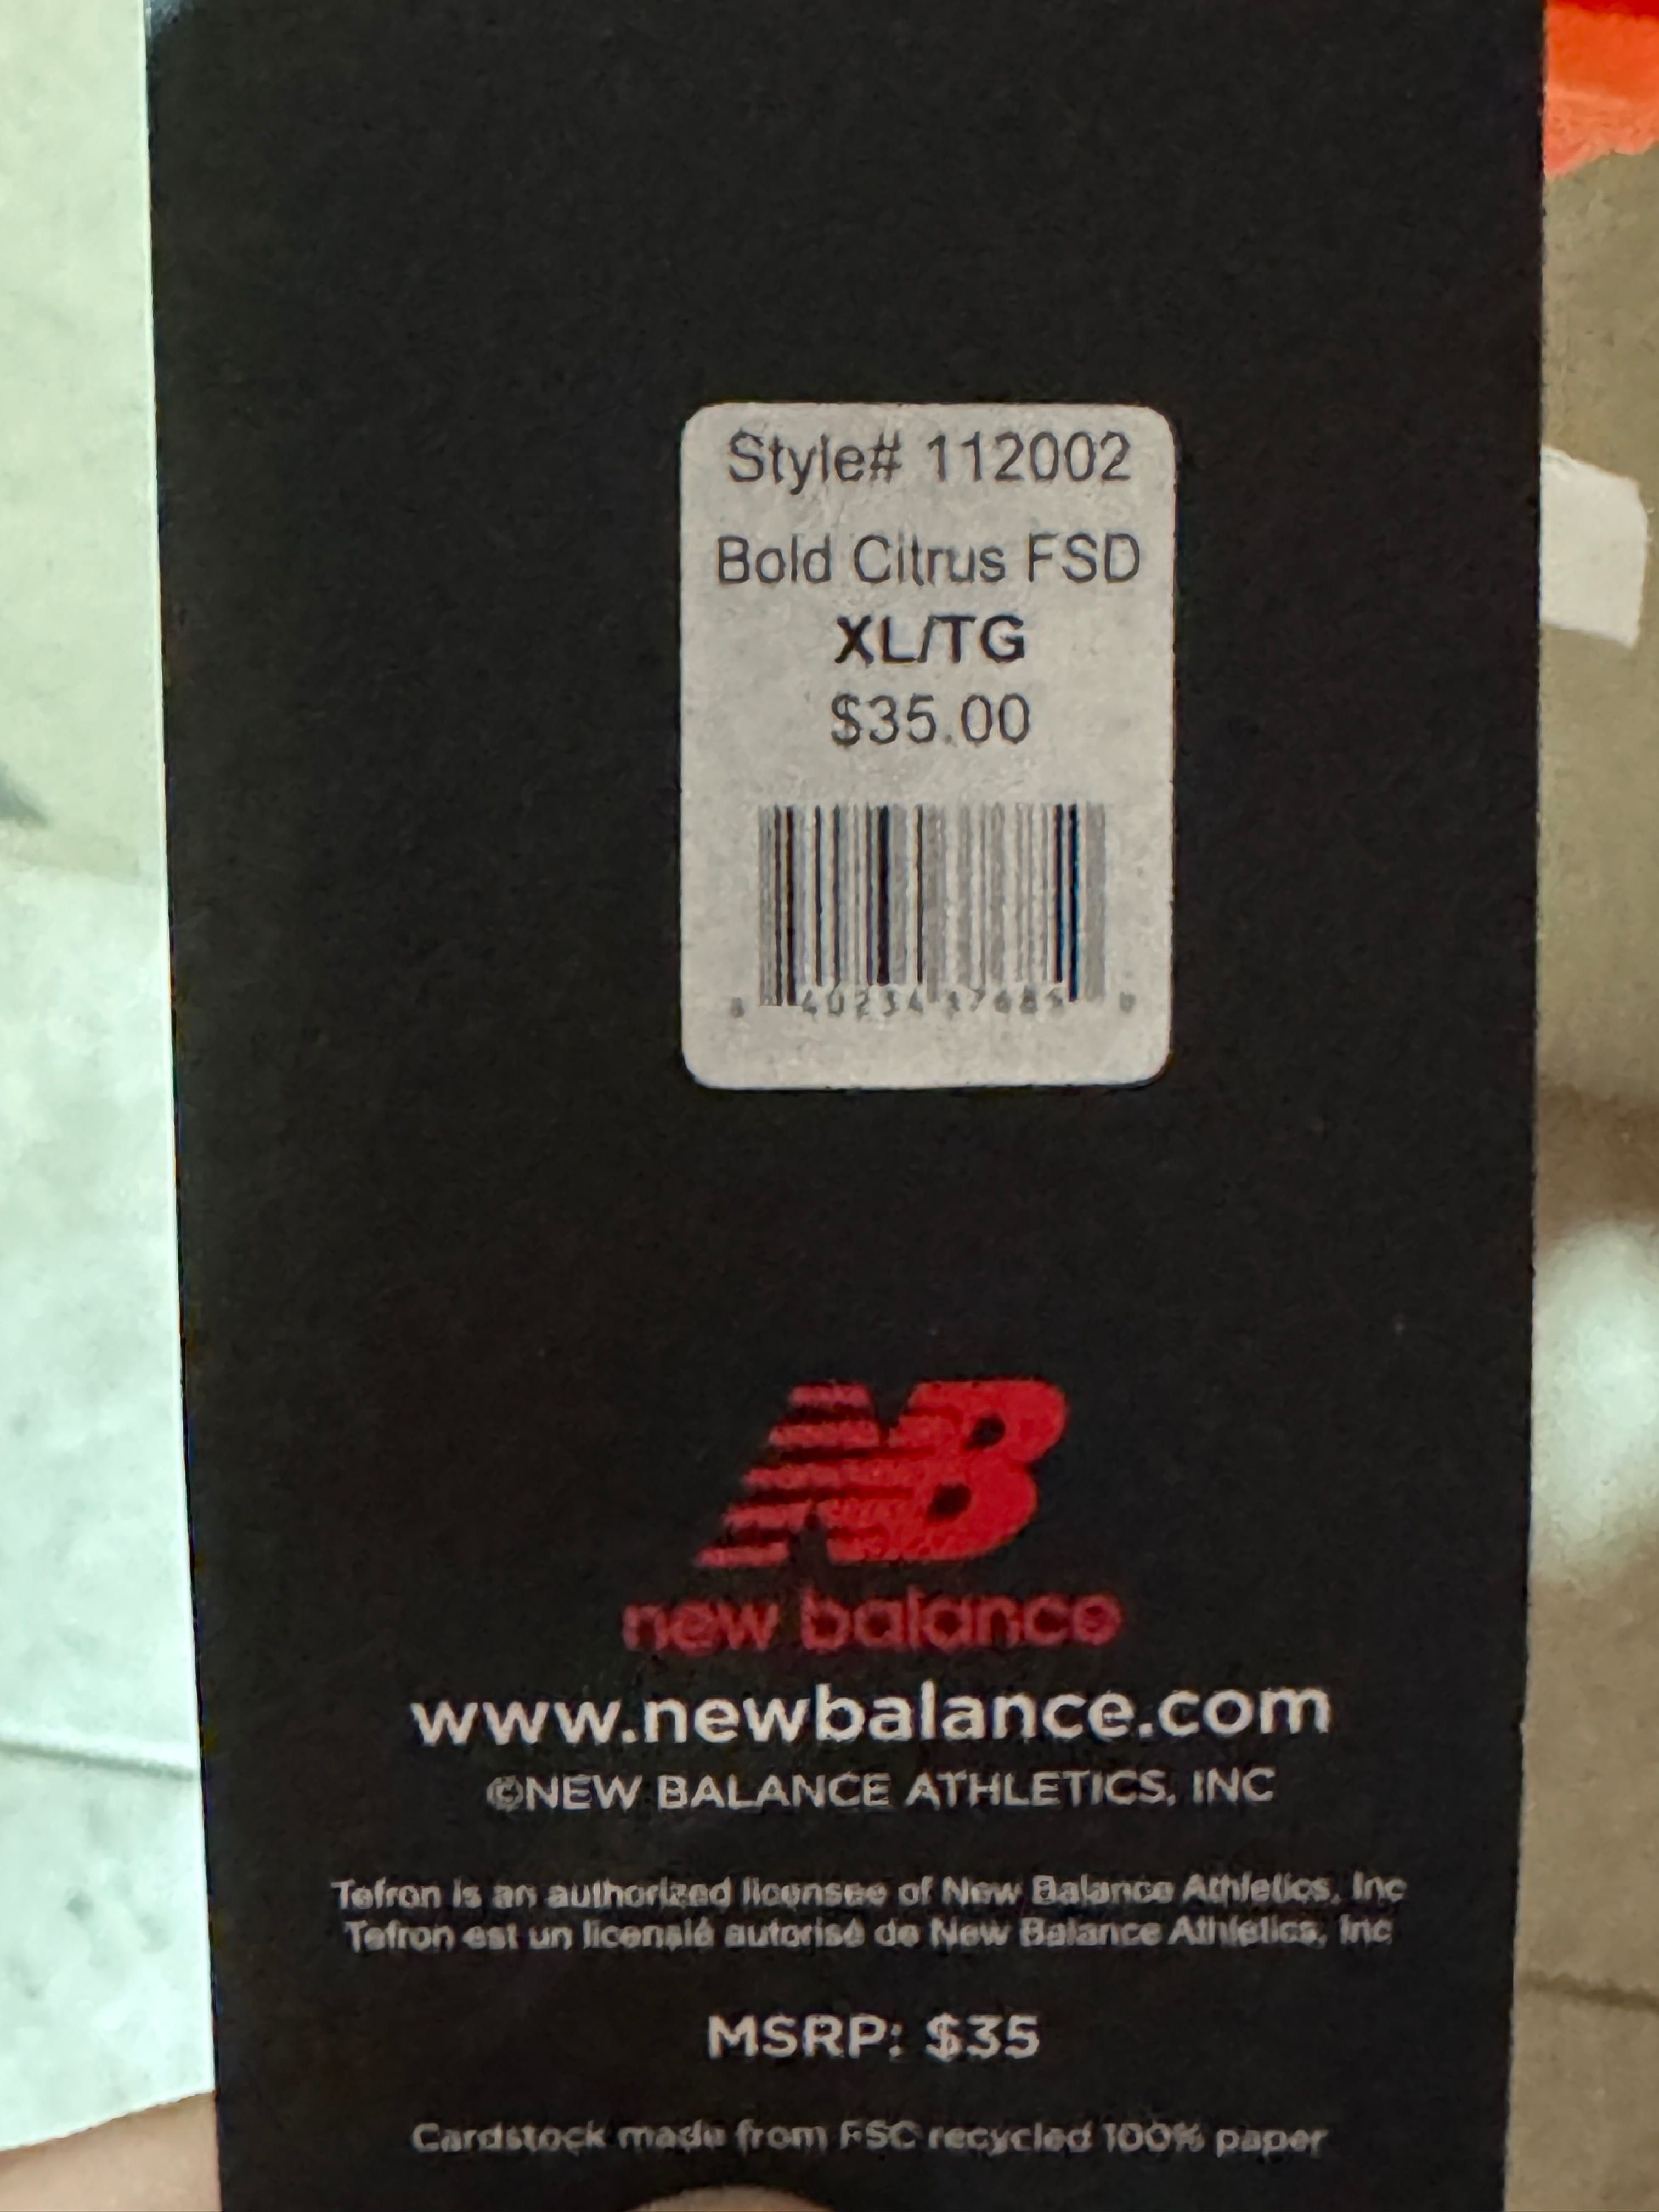 Style# 112002
Bold Citrus FSD
XL/TG
$35.00
NB
new balance
www.newbalance.com
©NEW BALANCE ATHLETICS, INC
Tefron is an authorized licensee of New Balance Athletics, Inc
Tefron est un licensié autorisé de New Balance Athletics, Inc
MSRP: $35
Cardstock made from FSC recycled 100% paper